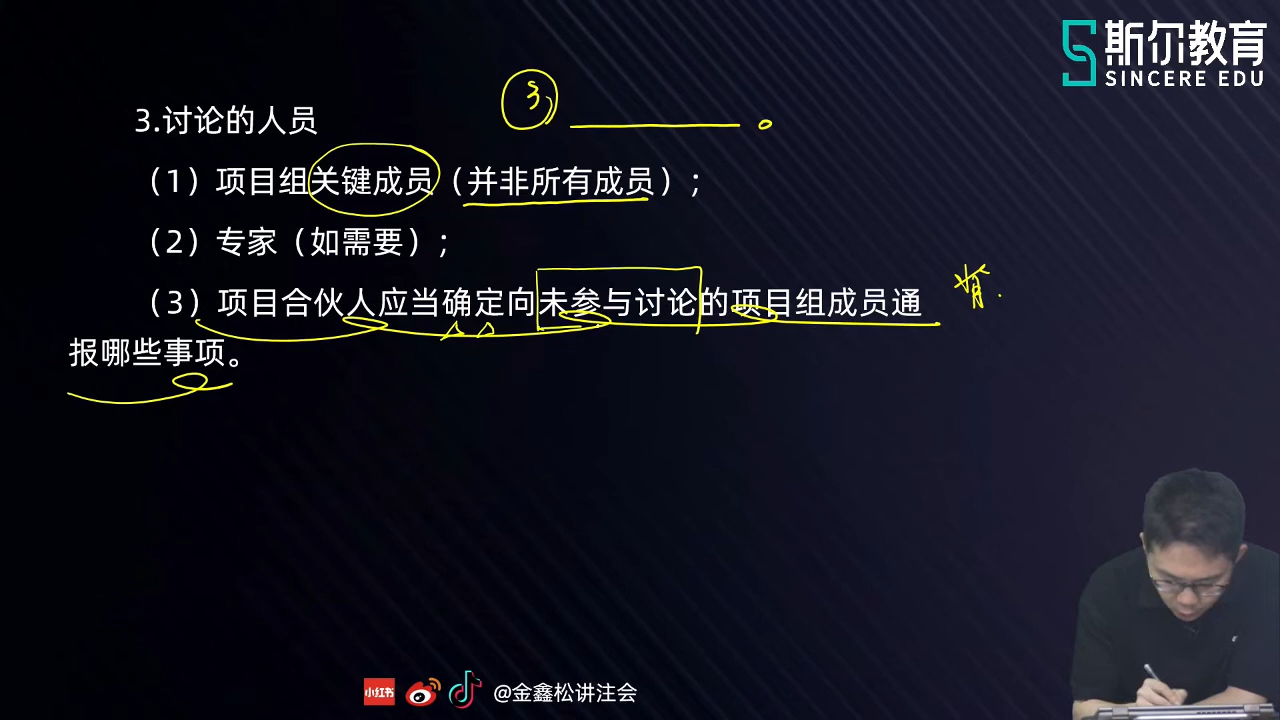 斯尔教育
SINCERE EDU
3.讨论的人员
（1）项目组关键成员（并非所有成员）；
（2）专家（如需要）；
（3）项目合伙人应当确定向未参与讨论的项目组成员通
报哪些事项。
小红书
@金鑫松讲注会